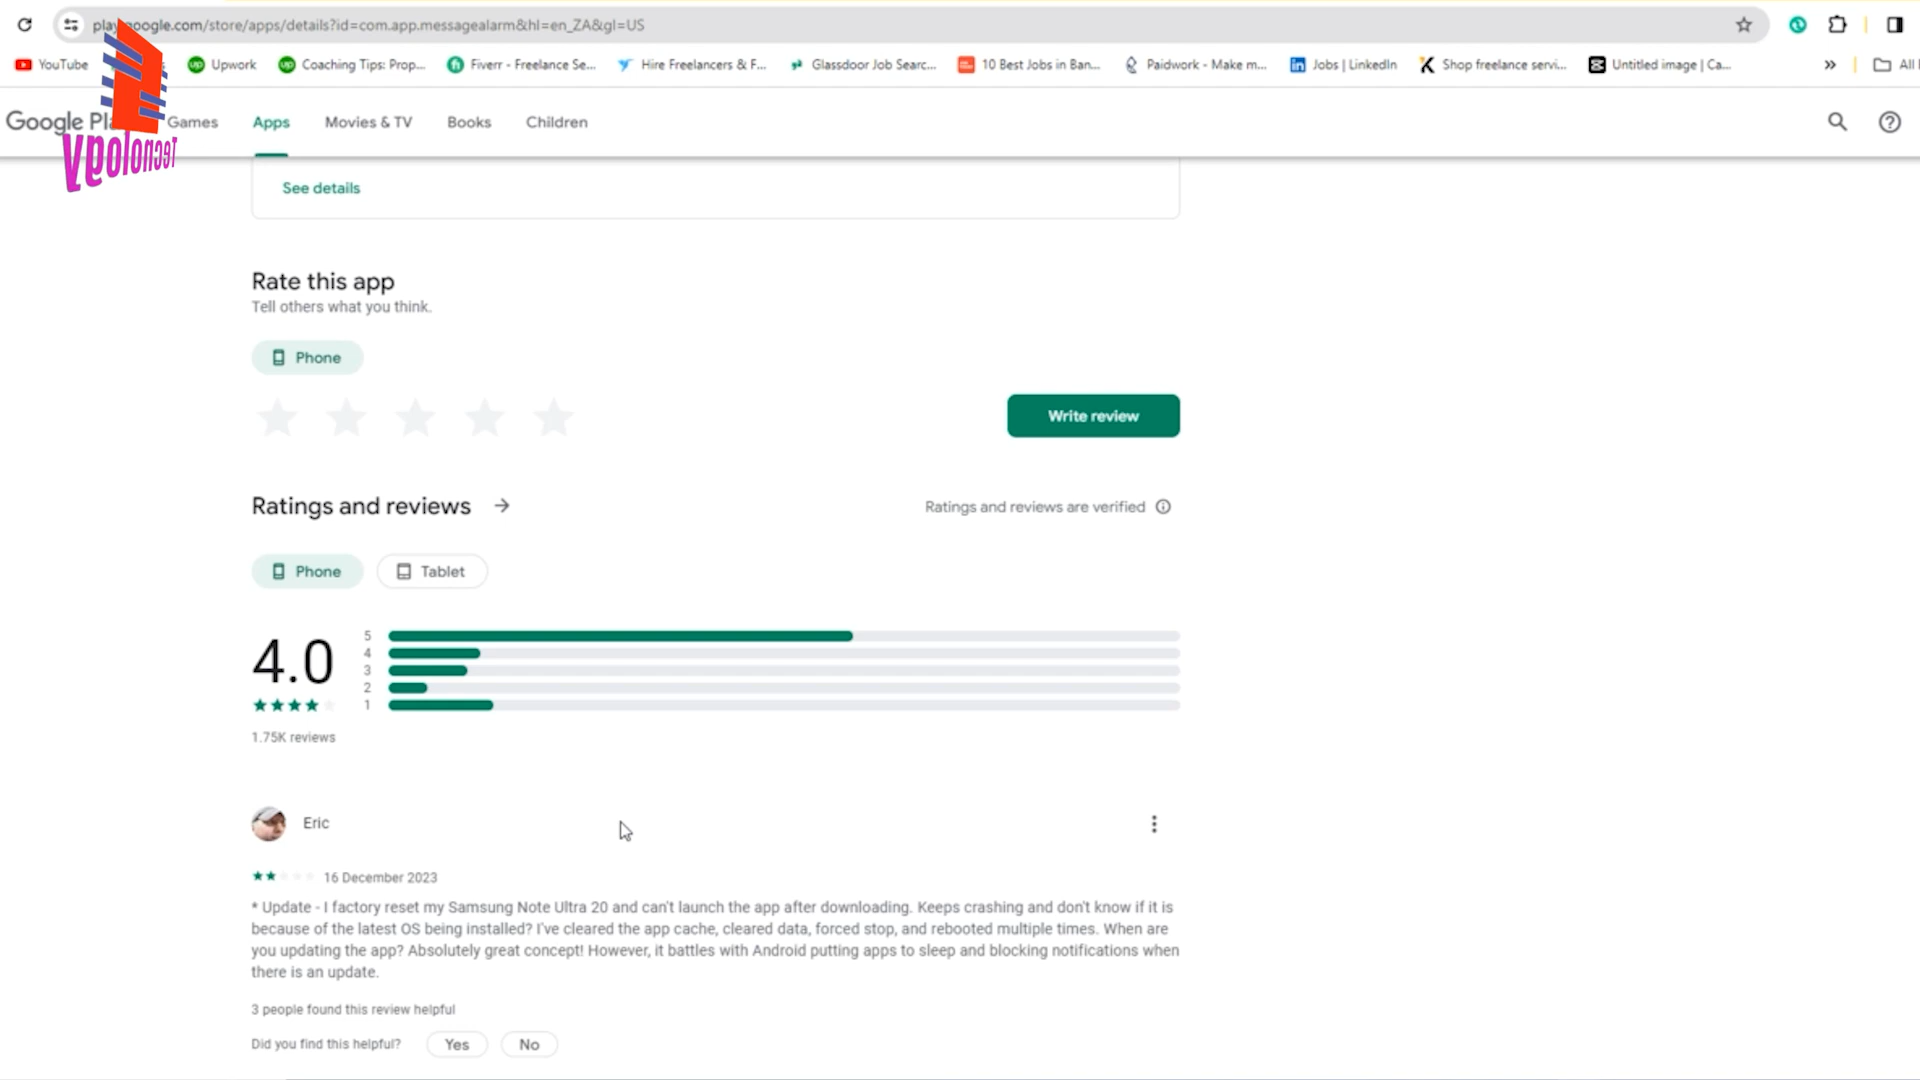 play.google.com/store/apps/details?id=com.app.messagealarm&hl=en_ZA&gl=US
YouTube
Upwork
Coaching Tips: Prop...
Fiverr - Freelance Se...
Hire Freelancers & F...
Glassdoor Job Searc...
10 Best Jobs in Ban...
Paidwork - Make m...
Jobs | LinkedIn
Shop freelance servi...
Untitled image | Ca...
All
Google Pla
Games
Apps
Movies & TV
Books
Children
See details
Rate this app
Tell others what you think.
Phone
Write review
Ratings and reviews
Ratings and reviews are verified
Phone
Tablet
4.0
5
4
3
2
1
1.75K reviews
Eric
16 December 2023
* Update - I factory reset my Samsung Note Ultra 20 and can't launch the app after downloading. Keeps crashing and don't know if it is
because of the latest OS being installed? I've cleared the app cache, cleared data, forced stop, and rebooted multiple times. When are
you updating the app? Absolutely great concept! However, it battles with Android putting apps to sleep and blocking notifications when
there is an update.
3 people found this review helpful
Did you find this helpful?
Yes
No